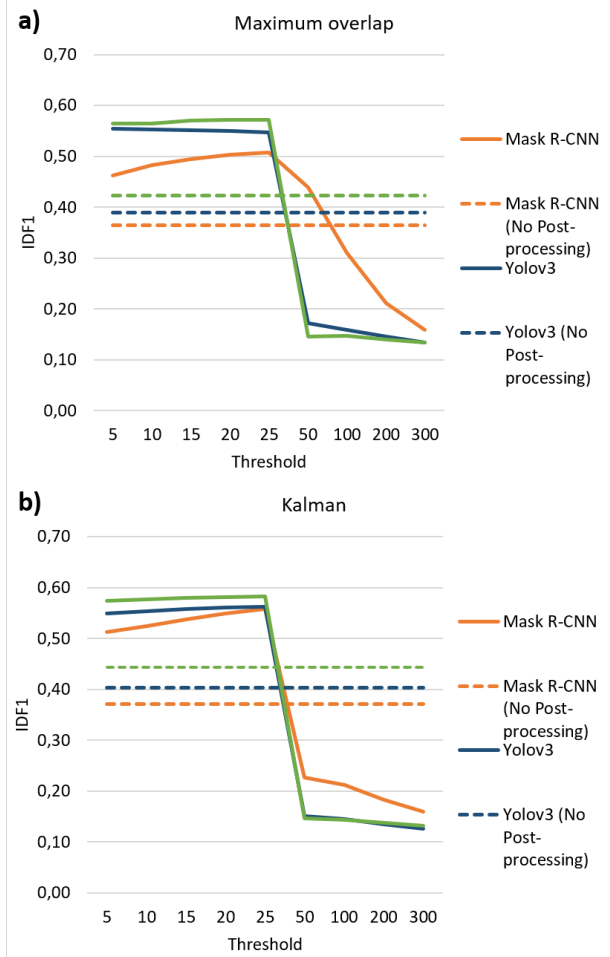 a)
Maximum overlap
0,70
0,60
0,50
0,40
0,30
0,20
0,10
0,00
IDF1
5 10 15 20 25 50 100 200 300
Threshold
Mask R-CNN
Mask R-CNN
(No Post-
processing)
Yolov3
Yolov3 (No
Post-
processing)
b)
Kalman
0,70
0,60
0,50
0,40
0,30
0,20
0,10
0,00
IDF1
5 10 15 20 25 50 100 200 300
Threshold
Mask R-CNN
Mask R-CNN
(No Post-
processing)
Yolov3
Yolov3 (No
Post-
processing)